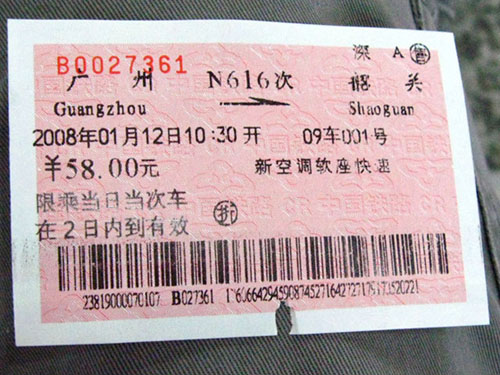 深 A 售
B0027361
广 州 N616次 韶 关
Guangzhou Shaoguan
2008年01月12日10:30开 09车001号
￥58.00元 新空调软座快速
限乘当日当次车
在2日内到有效
折
23819000070107 B027361